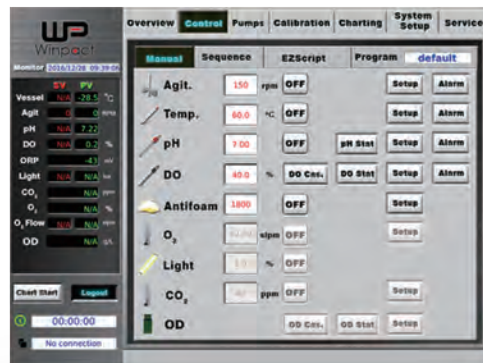 Overview Control Pumps Calibration Charting System Setup Service
Winpact
Monitor 2016/12/28 09:39:06
Manual Sequence EZScript Program default
SV PV
Vessel N/A -28.5 °C
Agit 0 0 RPM
pH N/A 7.22
DO N/A 0.2 %
ORP -43 mV
Light N/A N/A
CO₂ N/A
O₂ N/A %
O₂ Flow N/A N/A
OD N/A
Agit. 150 rpm OFF Setup Alarm
Temp. 60.0 °C OFF Setup Alarm
pH 7.00 OFF pH Stat Setup Alarm
DO 40.0 % DO Cas. DO Stat Setup Alarm
Antifoam 1800 OFF Setup
O₂ slpm OFF Setup
Light % OFF
CO₂ ppm OFF Setup
OD OD Cas. OD Stat Setup
Chart Start Logout
00:00:00
No connection